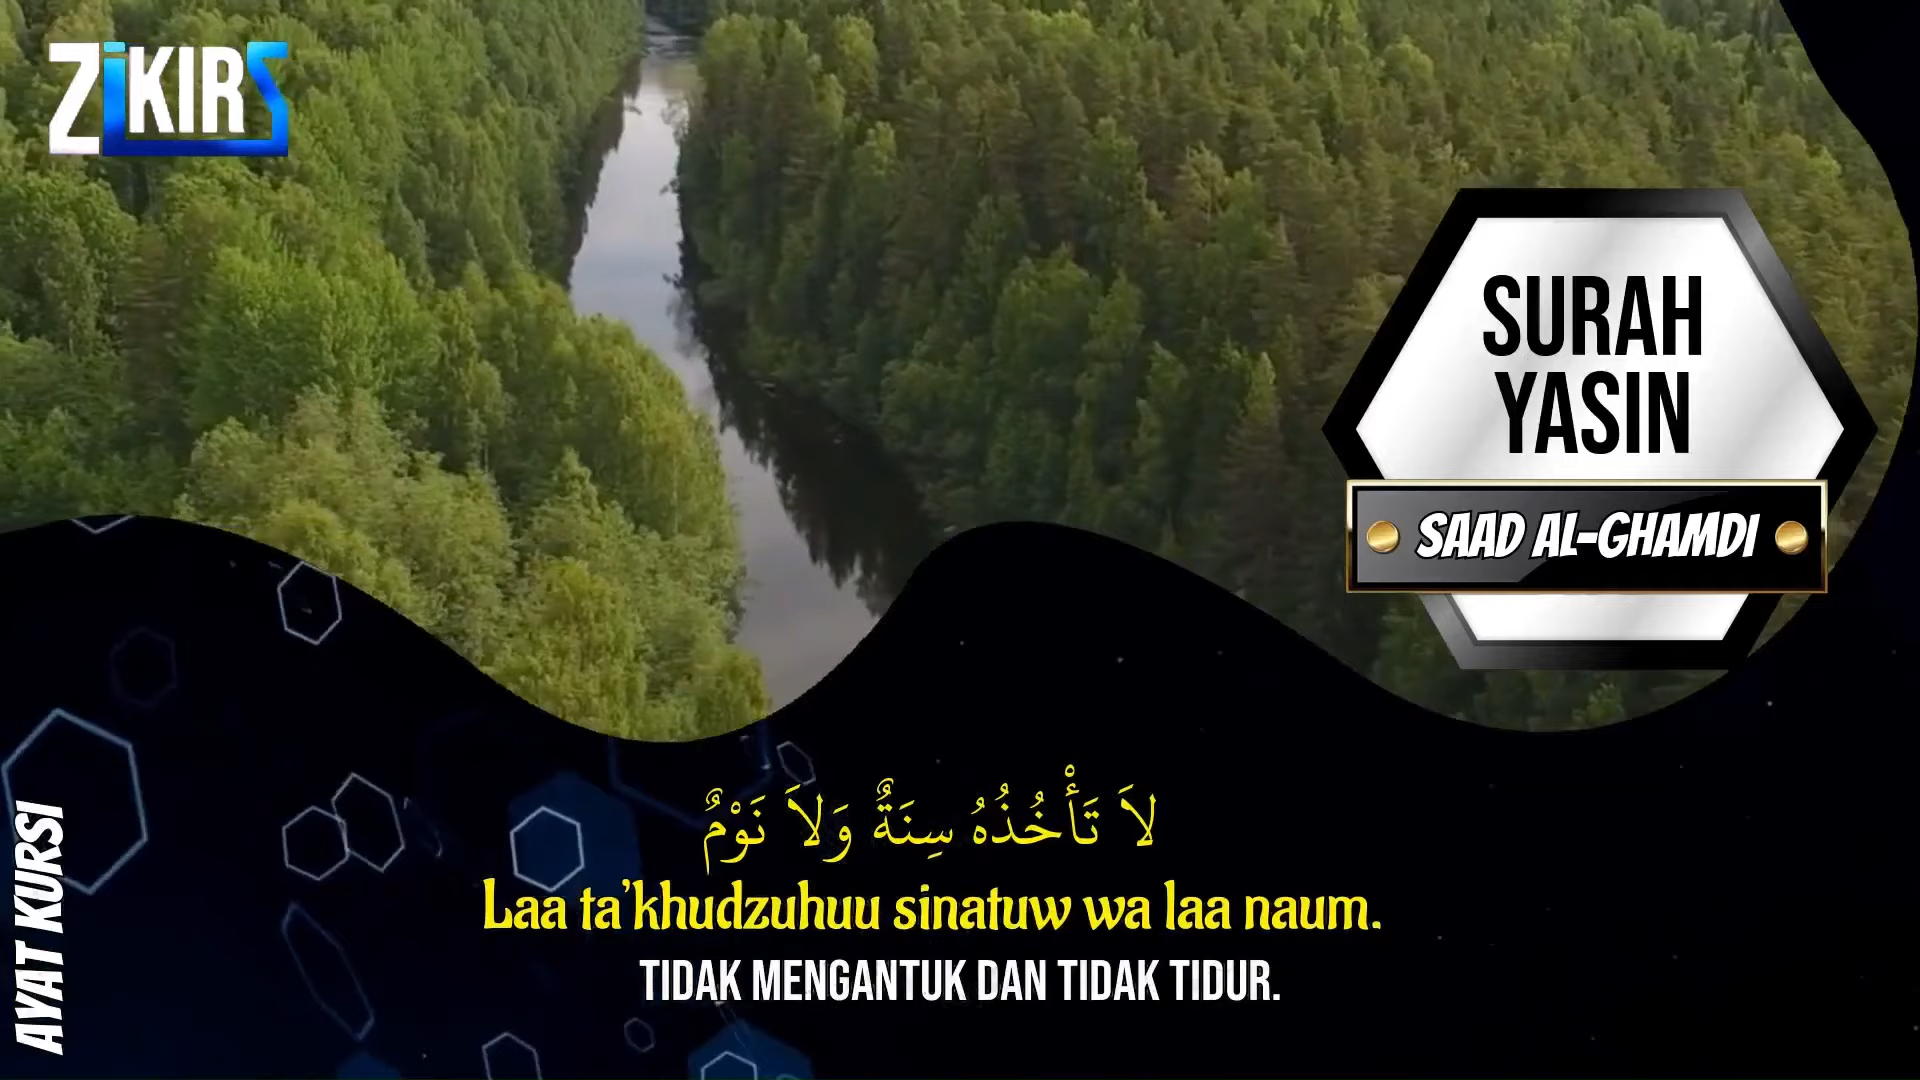 ZiKIRS
SURAH
YASIN
SAAD AL-GHAMDI
لاَ تَأْخُذُهُ سِنَةٌ وَلاَ نَوْمٌ
Laa ta'khudzuhuu sinatuw wa laa naum.
TIDAK MENGANTUK DAN TIDAK TIDUR.
AYAT KURSI